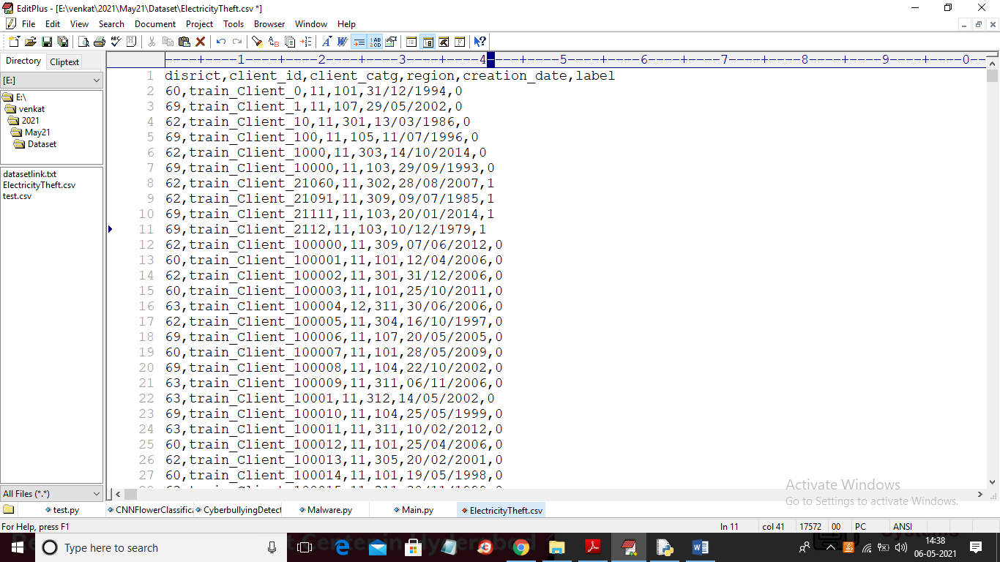 EditPlus - [E:\venkat\2021\May21\Dataset\ElectricityTheft.csv *]
File Edit View Search Document Project Tools Browser Window Help
Directory Cliptext
[E:]
E:\
venkat
2021
May21
Dataset
datasetlink.txt
ElectricityTheft.csv
test.csv
All Files (*.*)
----+----1----+----2----+----3----+----4----+----5----+----6----+----7----+----8----+----9----+----0--
1 disrict,client_id,client_catg,region,creation_date,label
2 60,train_Client_0,11,101,31/12/1994,0
3 69,train_Client_1,11,107,29/05/2002,0
4 62,train_Client_10,11,301,13/03/1986,0
5 69,train_Client_100,11,105,11/07/1996,0
6 62,train_Client_1000,11,303,14/10/2014,0
7 69,train_Client_10000,11,103,29/09/1993,0
8 62,train_Client_21060,11,302,28/08/2007,1
9 62,train_Client_21091,11,309,09/07/1985,1
10 69,train_Client_21111,11,103,20/01/2014,1
11 69,train_Client_2112,11,103,10/12/1979,1
12 62,train_Client_100000,11,309,07/06/2012,0
13 60,train_Client_100001,11,101,12/04/2006,0
14 62,train_Client_100002,11,301,31/12/2006,0
15 60,train_Client_100003,11,101,25/10/2011,0
16 63,train_Client_100004,12,311,30/06/2006,0
17 62,train_Client_100005,11,304,16/10/1997,0
18 69,train_Client_100006,11,107,20/05/2005,0
19 60,train_Client_100007,11,101,28/05/2009,0
20 69,train_Client_100008,11,104,22/10/2002,0
21 63,train_Client_100009,11,311,06/11/2006,0
22 63,train_Client_10001,11,312,14/05/2002,0
23 69,train_Client_100010,11,104,25/05/1999,0
24 63,train_Client_100011,11,311,10/02/2012,0
25 60,train_Client_100012,11,101,25/04/2006,0
26 62,train_Client_100013,11,305,20/02/2001,0
27 60,train_Client_100014,11,101,19/05/1998,0
Activate Windows
Go to Settings to activate Windows.
test.py CNNFlowerClassific CyberbullyingDetect Malware.py Main.py ElectricityTheft.csv
For Help, press F1 ln 11 col 41 17572 00 PC ANSI
Type here to search
14:38
06-05-2021